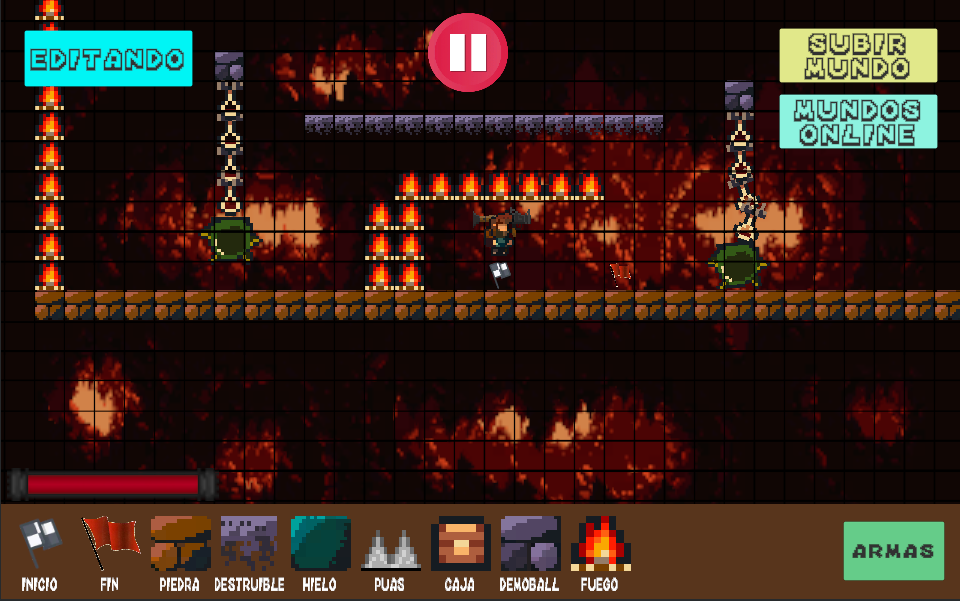 EDITANDO
SUBIR
MUNDO
MUNDOS
ONLINE
INICIO
FIN
PIEDRA
DESTRUIBLE
HIELO
PUAS
CAJA
DEMOBALL
FUEGO
ARMAS